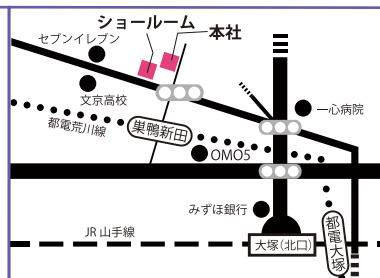 ショールーム
本社
セブンイレブン
文京高校
一心病院
都電荒川線
巣鴨新田
OMO5
みずほ銀行
都電大塚
JR山手線
大塚（北口）